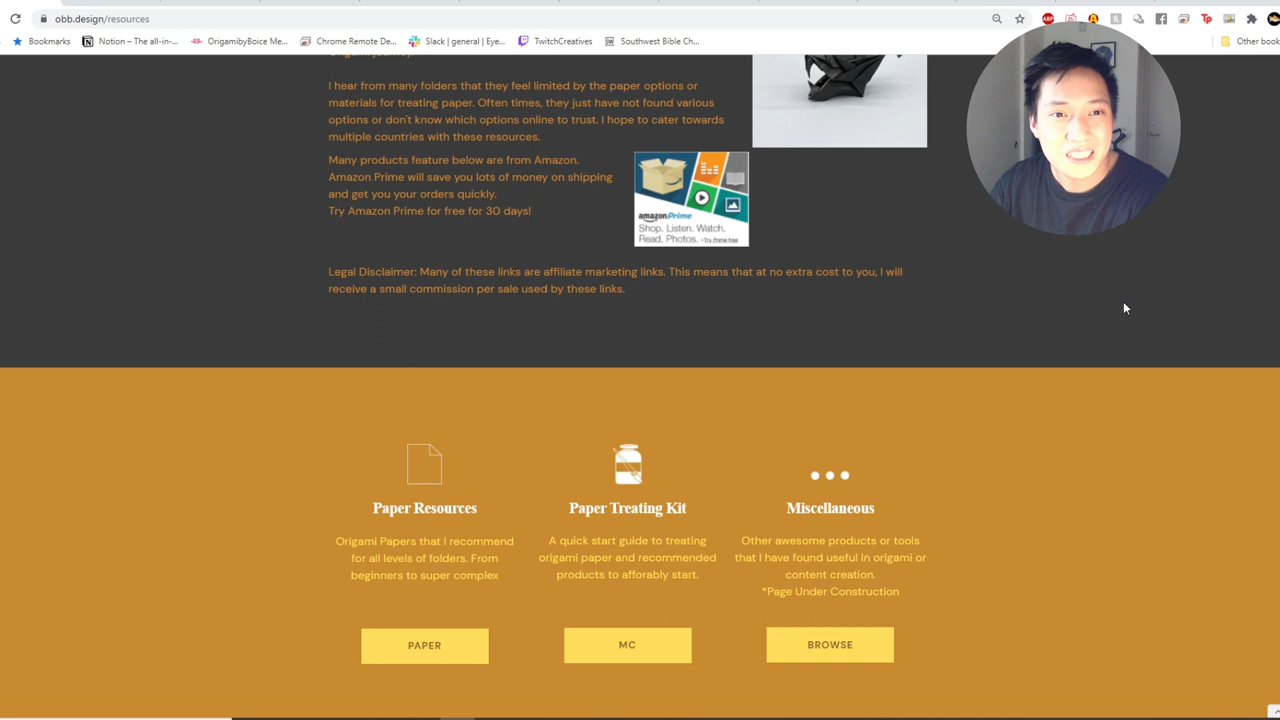 obb.design/resources
Bookmarks
Notion – The all-in-...
OrigamibyBoice Me...
Chrome Remote De...
Slack | general | Eye...
TwitchCreatives
Southwest Bible Ch...
Other book
I hear from many folders that they feel limited by the paper options or
materials for treating paper. Often times, they just have not found various
options or don't know which options online to trust. I hope to cater towards
multiple countries with these resources.
Many products feature below are from Amazon.
Amazon Prime will save you lots of money on shipping
and get you your orders quickly.
Try Amazon Prime for free for 30 days!
amazonPrime
Shop. Listen. Watch.
Read. Photos. ▸Try Prime free
Legal Disclaimer: Many of these links are affiliate marketing links. This means that at no extra cost to you, I will
receive a small commission per sale used by these links.
Paper Resources
Origami Papers that I recommend
for all levels of folders. From
beginners to super complex
PAPER
Paper Treating Kit
A quick start guide to treating
origami paper and recommended
products to afforably start.
MC
Miscellaneous
Other awesome products or tools
that I have found useful in origami or
content creation.
*Page Under Construction
BROWSE